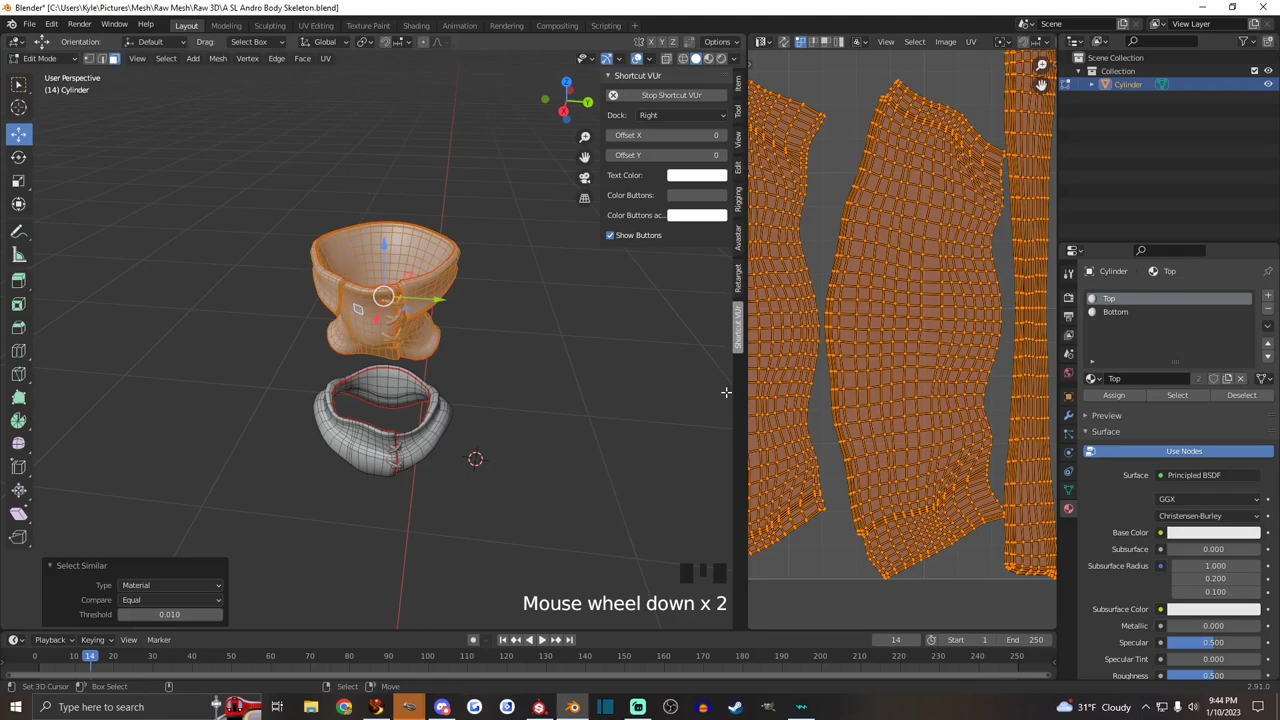 Blender* [C:\Users\Kyle\Pictures\Mesh\Raw Mesh\Raw 3D\A SL Andro Body Skeleton.blend]
File Edit Render Window Help Layout Modeling Sculpting UV Editing Texture Paint Shading Animation Rendering Compositing Scripting Scene View Layer
Orientation: Default Drag: Select Box Global Options
Edit Mode View Select Add Mesh Vertex Edge Face UV View Select Image UV
User Perspective
(14) Cylinder
Shortcut VUr
Stop Shortcut VUr
Dock: Right
Offset X 0
Offset Y 0
Text Color:
Color Buttons:
Color Buttons ac..
Show Buttons
Item
Tool
View
Edit
Rigging
Avastar
Retarget
Shortcut VUr
X
Y
Z
Scene Collection
Collection
Cylinder
Cylinder Top
Top
Bottom
Top 2
Assign Select Deselect
Preview
Surface
Use Nodes
Surface Principled BSDF
GGX
Christensen-Burley
Base Color
Subsurface 0.000
Subsurface Radius 1.000
0.200
0.100
Subsurface Color
Metallic 0.000
Specular 0.500
Specular Tint 0.000
Roughness 0.500
Select Similar
Type Material
Compare Equal
Threshold 0.010
Mouse wheel down x 2
Playback Keying View Marker 14 Start 1 End 250
0 10 14 20 30 40 50 60 70 80 90 100 110 120 130 140 150 160 170 180 190 200 210 220 230 240 250
Set 3D Cursor Box Select Select Move 2.91.0
Type here to search 31°F Cloudy 9:44 PM
1/10/2023